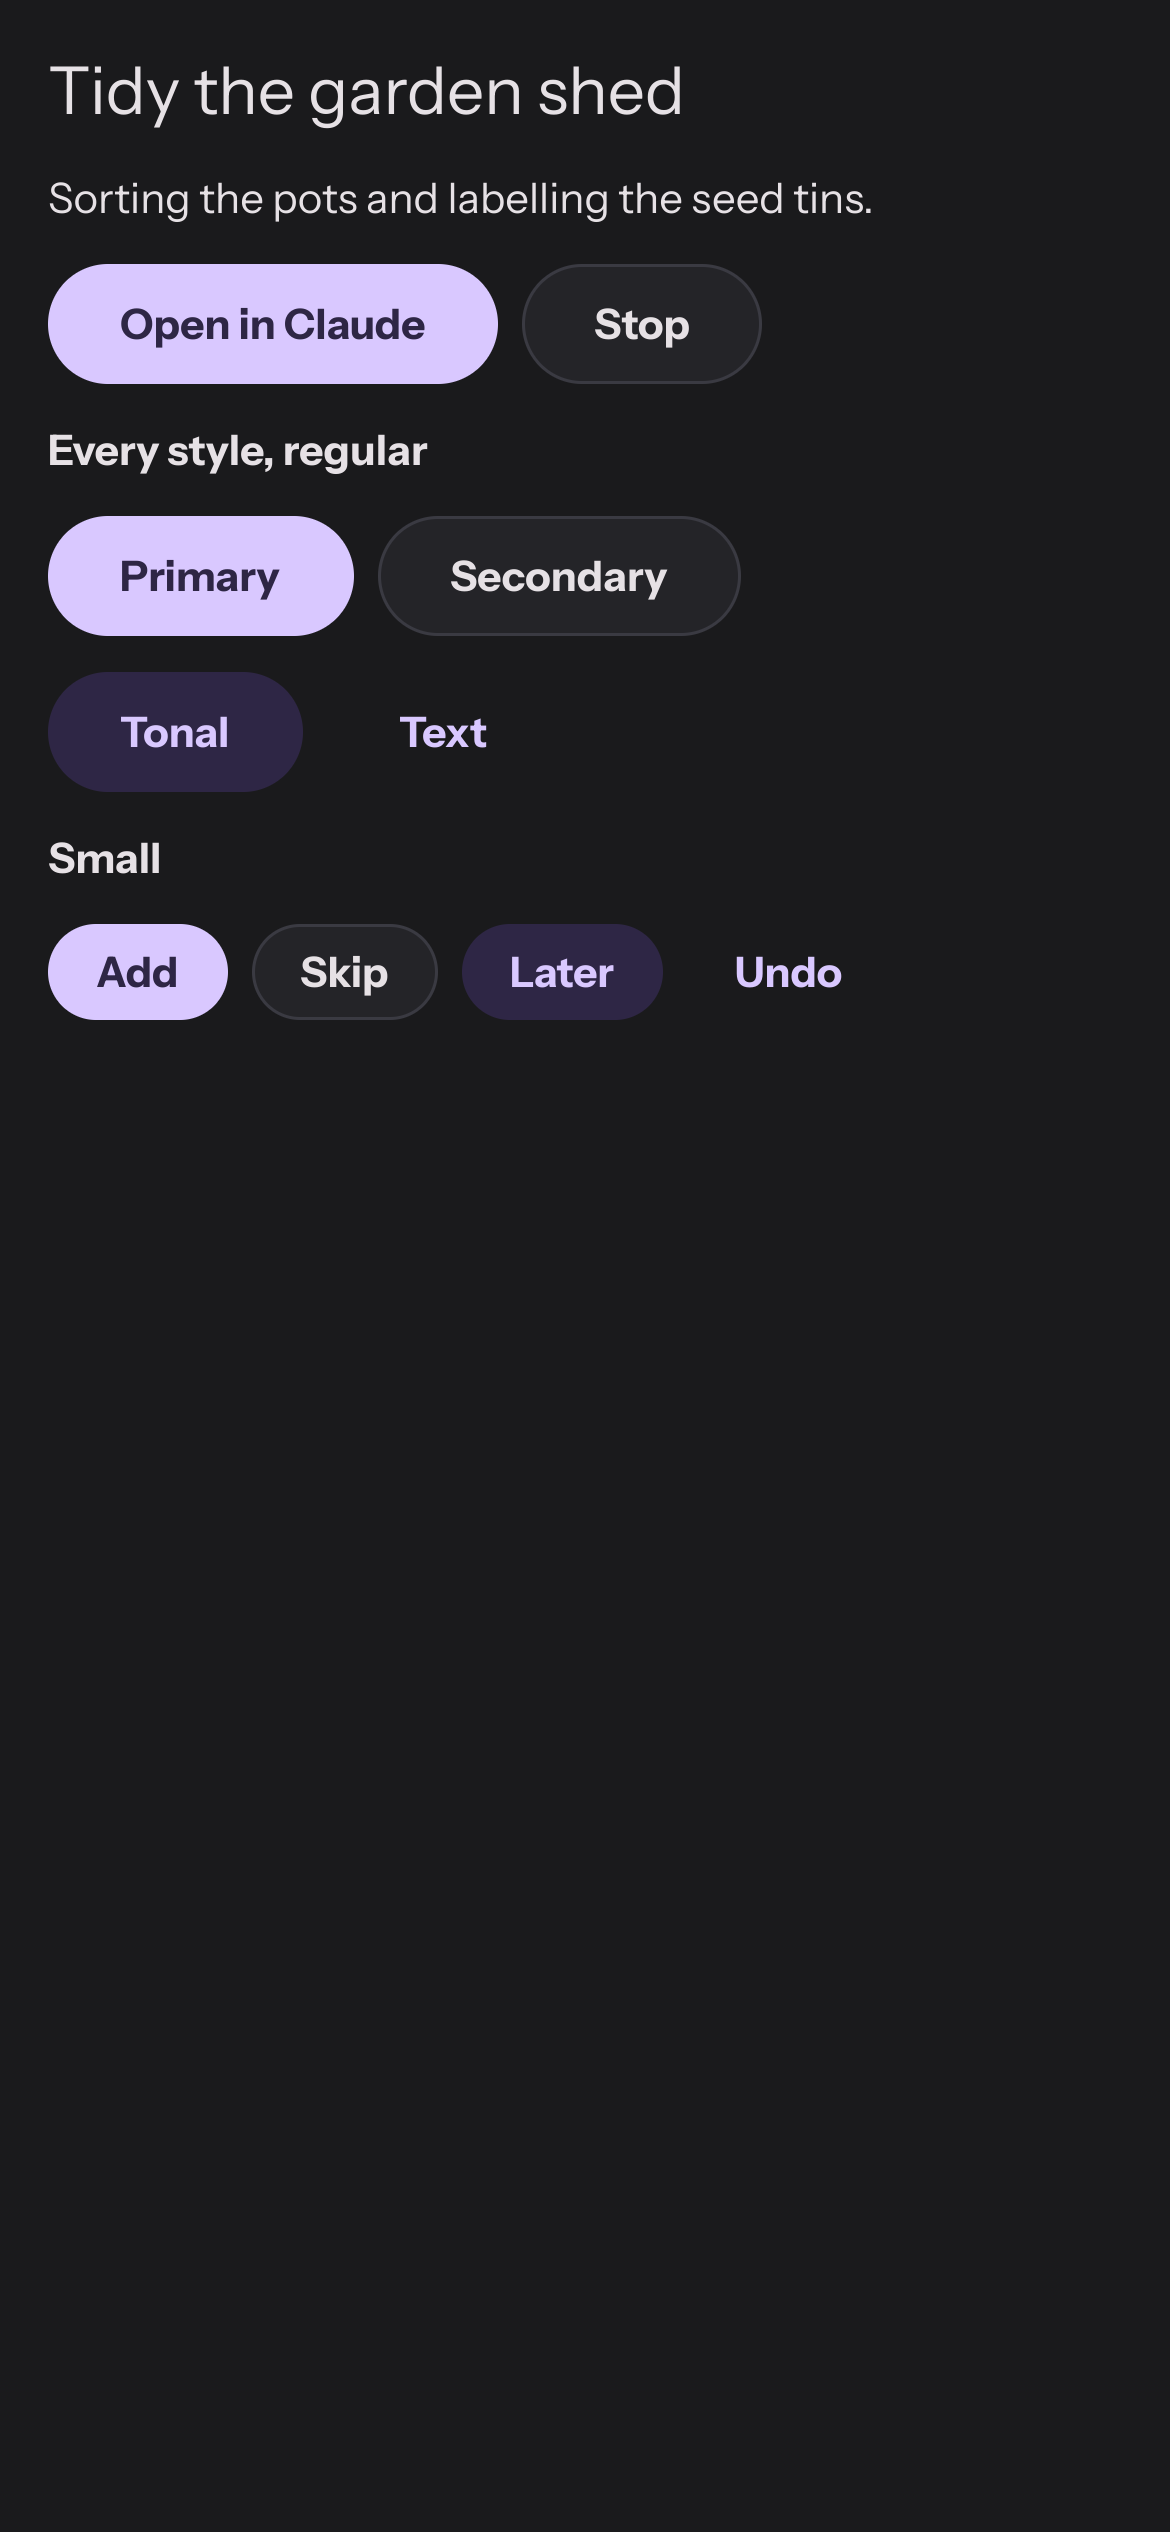 Tidy the garden shed
Sorting the pots and labelling the seed tins.
Open in Claude Stop
Every style, regular
Primary Secondary
Tonal Text
Small
Add Skip Later Undo